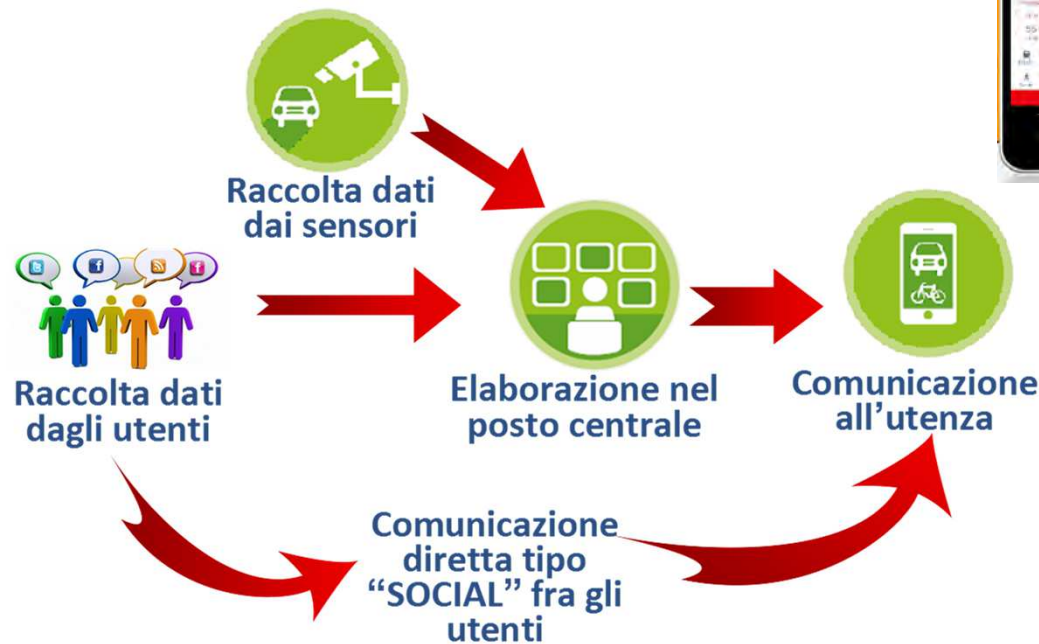 Raccolta dati
dai sensori
Raccolta dati
dagli utenti
Elaborazione nel
posto centrale
Comunicazione
all’utenza
Comunicazione
diretta tipo
“SOCIAL” fra gli
utenti